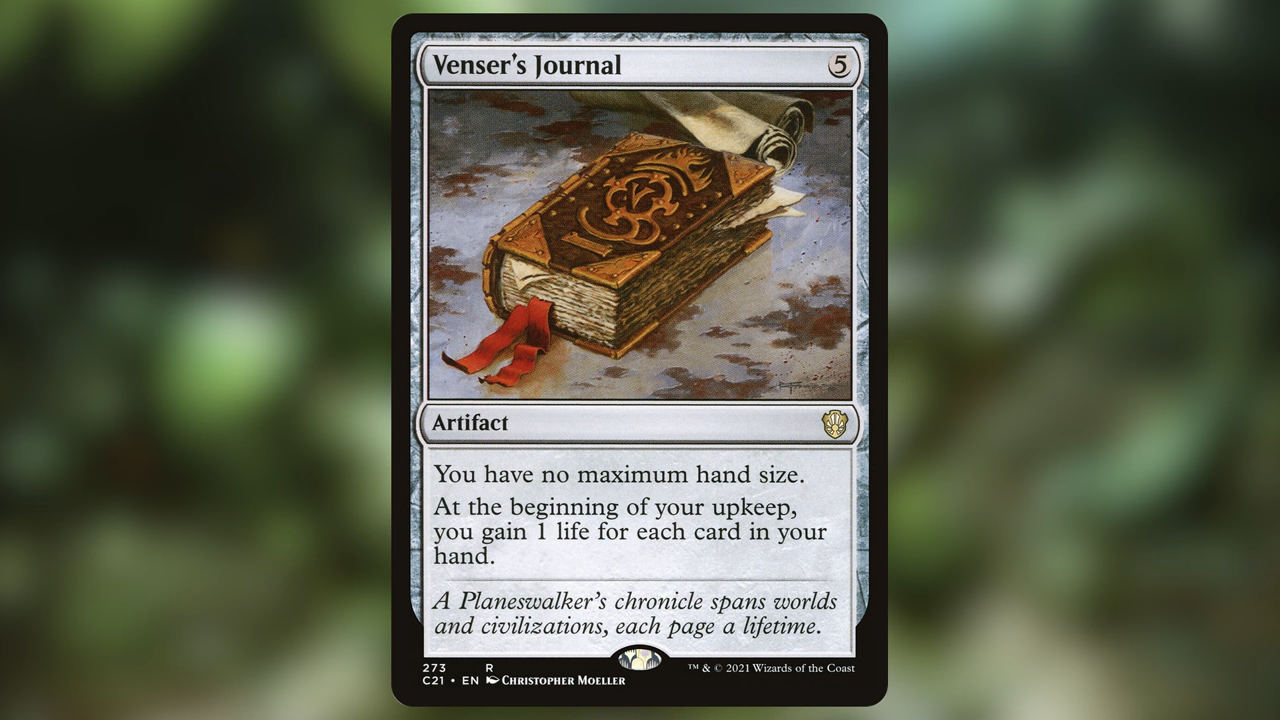 Venser's Journal 5
Artifact
You have no maximum hand size.
At the beginning of your upkeep,
you gain 1 life for each card in your
hand.
A Planeswalker's chronicle spans worlds
and civilizations, each page a lifetime.
273 R ™ & © 2021 Wizards of the Coast
C21 • EN Christopher Moeller